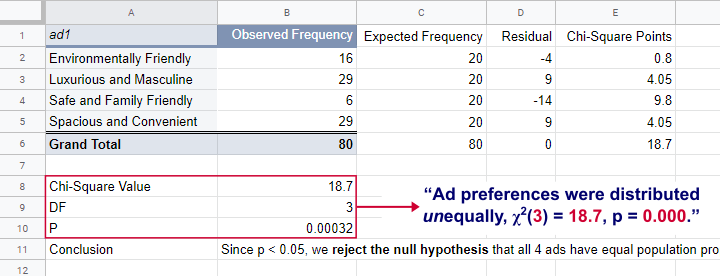 A B C D E
1 ad1 Observed Frequency Expected Frequency Residual Chi-Square Points
2 Environmentally Friendly 16 20 -4 0.8
3 Luxurious and Masculine 29 20 9 4.05
4 Safe and Family Friendly 6 20 -14 9.8
5 Spacious and Convenient 29 20 9 4.05
6 Grand Total 80 80 0 18.7
7
8 Chi-Square Value 18.7
9 DF 3
10 P 0.00032
“Ad preferences were distributed
unequally, χ²(3) = 18.7, p = 0.000.”
11 Conclusion Since p < 0.05, we reject the null hypothesis that all 4 ads have equal population pro
12